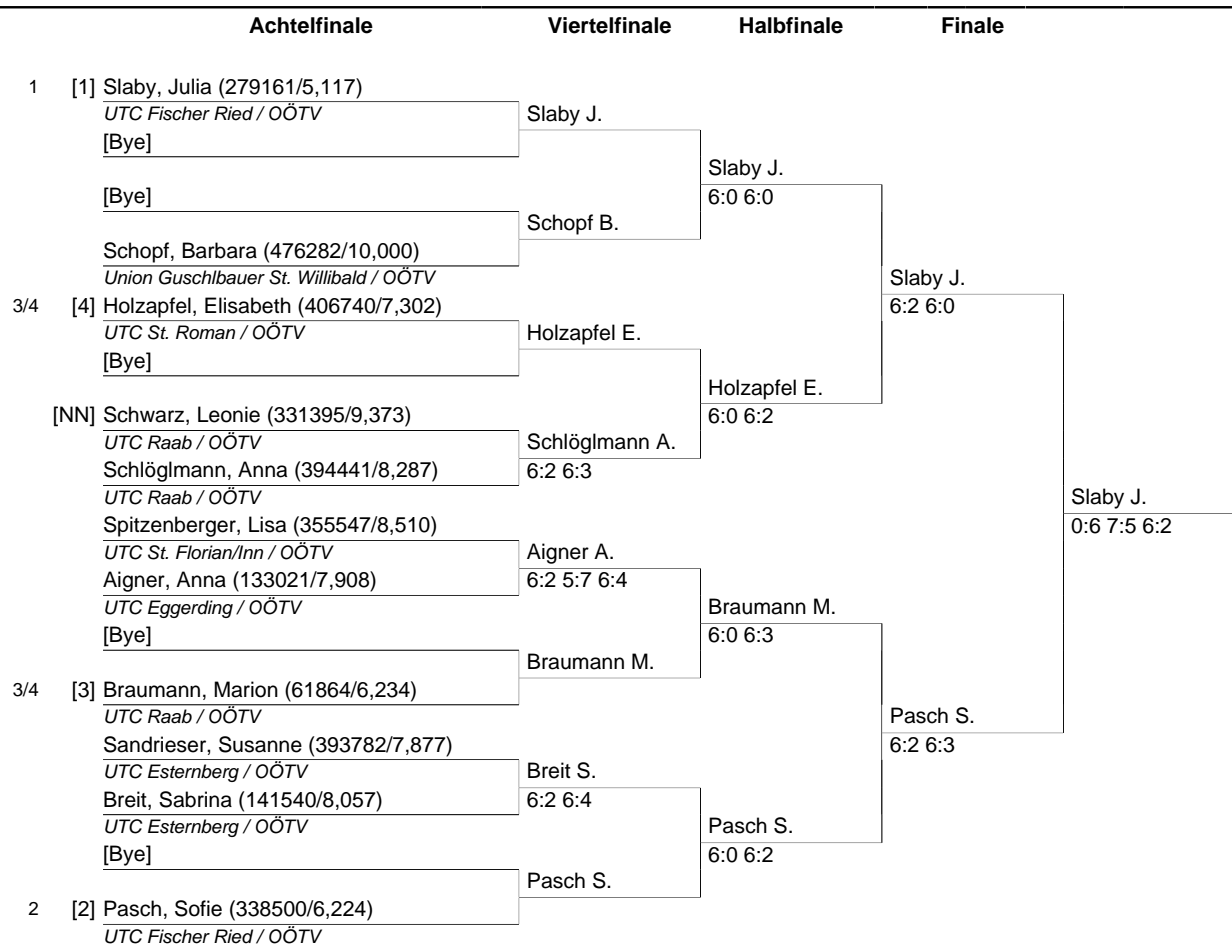 Achtelfinale Viertelfinale Halbfinale Finale
1 [1] Slaby, Julia (279161/5,117)
UTC Fischer Ried / OÖTV Slaby J.
[Bye]
Slaby J.
[Bye] 6:0 6:0
Schopf B.
Schopf, Barbara (476282/10,000)
Union Guschlbauer St. Willibald / OÖTV Slaby J.
3/4 [4] Holzapfel, Elisabeth (406740/7,302) 6:2 6:0
UTC St. Roman / OÖTV Holzapfel E.
[Bye]
Holzapfel E.
[NN] Schwarz, Leonie (331395/9,373) 6:0 6:2
UTC Raab / OÖTV Schlöglmann A.
Schlöglmann, Anna (394441/8,287) 6:2 6:3
UTC Raab / OÖTV Slaby J.
Spitzenberger, Lisa (355547/8,510) 0:6 7:5 6:2
UTC St. Florian/Inn / OÖTV Aigner A.
Aigner, Anna (133021/7,908) 6:2 5:7 6:4
UTC Eggerding / OÖTV Braumann M.
[Bye] 6:0 6:3
Braumann M.
3/4 [3] Braumann, Marion (61864/6,234)
UTC Raab / OÖTV Pasch S.
Sandrieser, Susanne (393782/7,877) 6:2 6:3
UTC Esternberg / OÖTV Breit S.
Breit, Sabrina (141540/8,057) 6:2 6:4
UTC Esternberg / OÖTV Pasch S.
[Bye] 6:0 6:2
Pasch S.
2 [2] Pasch, Sofie (338500/6,224)
UTC Fischer Ried / OÖTV